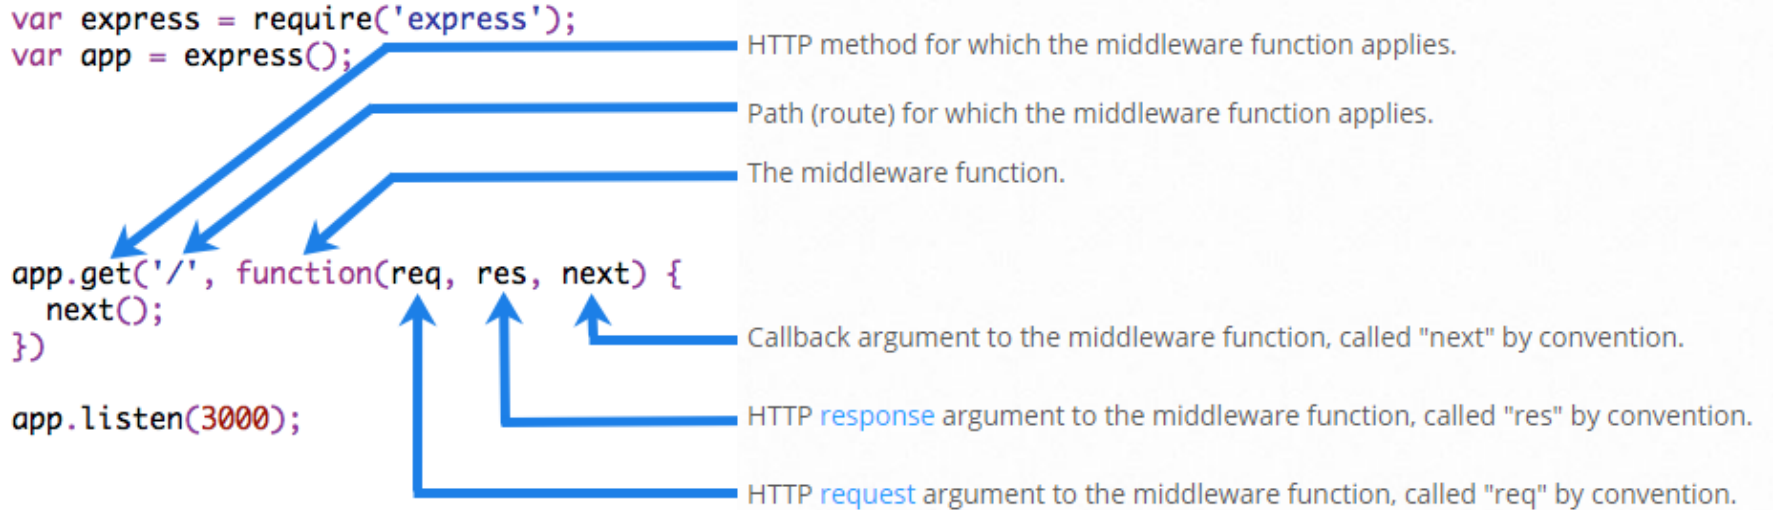 var express = require('express');
var app = express();
HTTP method for which the middleware function applies.
Path (route) for which the middleware function applies.
The middleware function.
app.get('/', function(req, res, next) {
  next();
})
app.listen(3000);
Callback argument to the middleware function, called "next" by convention.
HTTP response argument to the middleware function, called "res" by convention.
HTTP request argument to the middleware function, called "req" by convention.